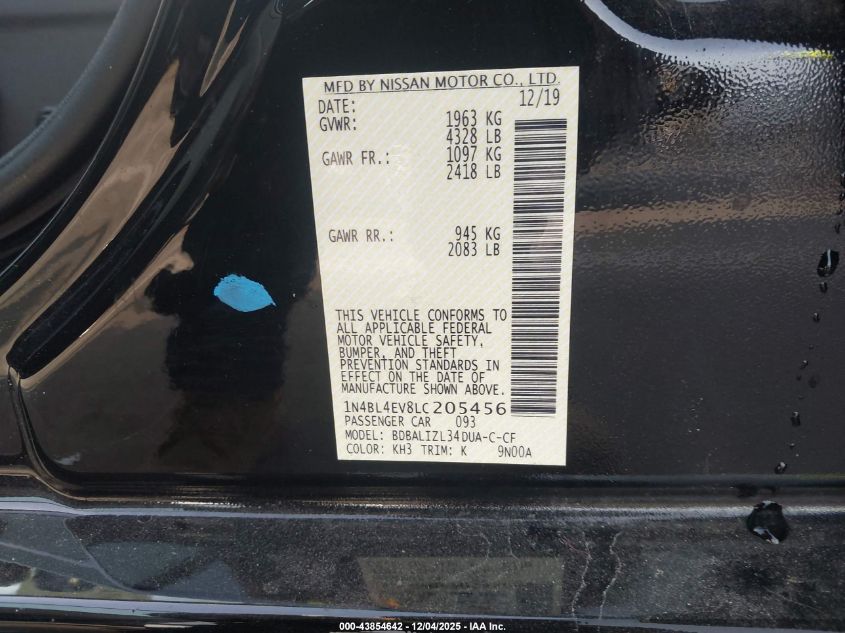 MFD BY NISSAN MOTOR CO., LTD.
DATE: 12/19
GVWR: 1963 KG
4328 LB
GAWR FR.: 1097 KG
2418 LB
GAWR RR.: 945 KG
2083 LB
THIS VEHICLE CONFORMS TO
ALL APPLICABLE FEDERAL
MOTOR VEHICLE SAFETY,
BUMPER, AND THEFT
PREVENTION STANDARDS IN
EFFECT ON THE DATE OF
MANUFACTURE SHOWN ABOVE.
1N4BL4EV8LC205456
PASSENGER CAR 093
MODEL: BDBALIZL34DUA-C-CF
COLOR: KH3 TRIM: K 9N00A
000-43854642 - 12/04/2025 - IAA Inc.